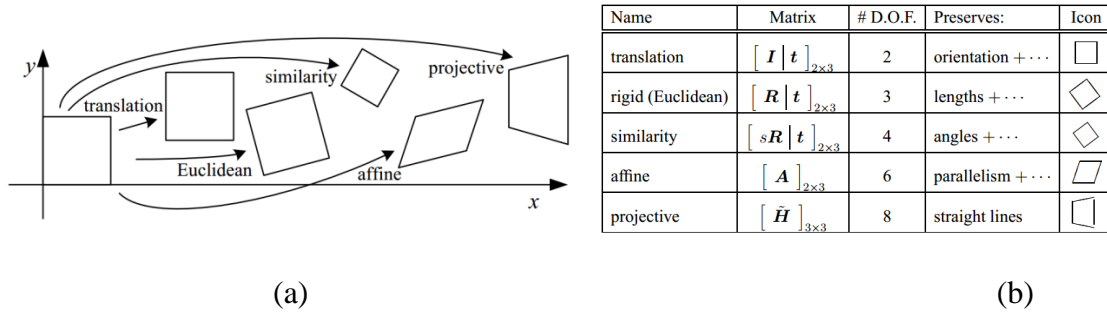 y
translation
similarity
projective
Euclidean
affine
x
(a)
Name Matrix # D.O.F. Preserves: Icon
translation [ I | t ]2×3 2 orientation + ···
rigid (Euclidean) [ R | t ]2×3 3 lengths + ···
similarity [ sR | t ]2×3 4 angles + ···
affine [ A ]2×3 6 parallelism + ···
projective [ H̃ ]3×3 8 straight lines
(b)